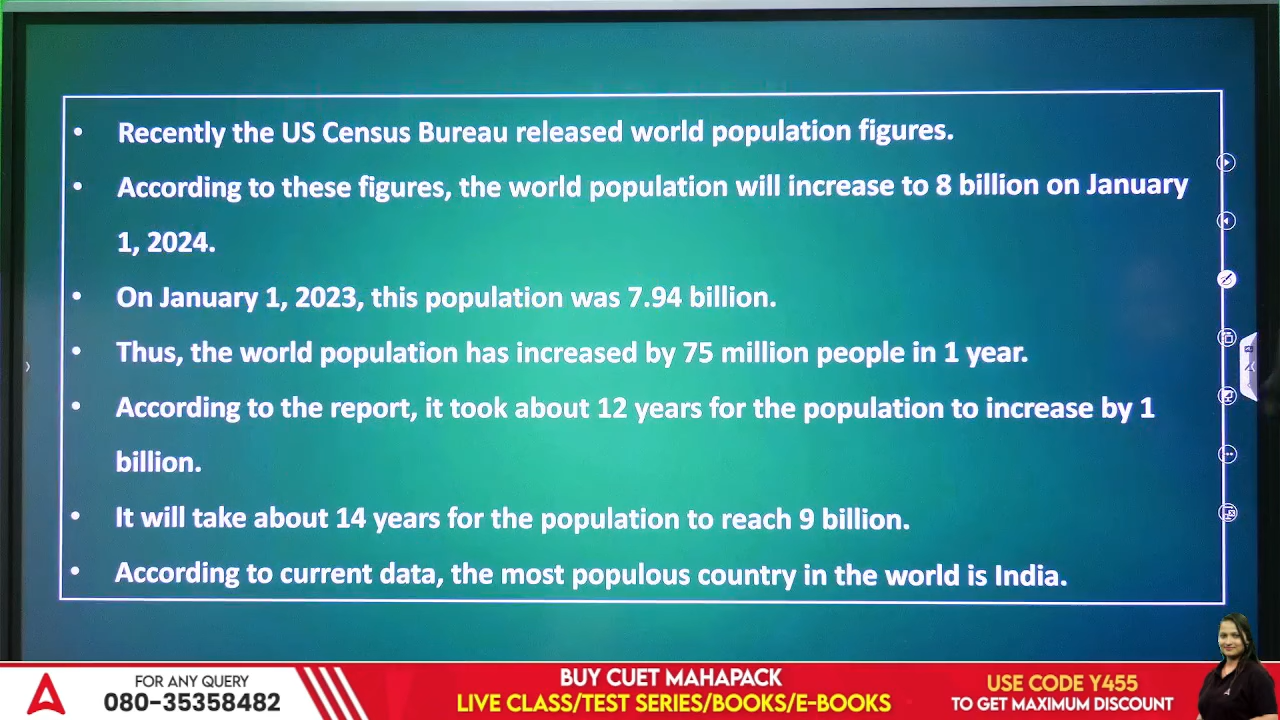 • Recently the US Census Bureau released world population figures.
• According to these figures, the world population will increase to 8 billion on January
1, 2024.
• On January 1, 2023, this population was 7.94 billion.
• Thus, the world population has increased by 75 million people in 1 year.
• According to the report, it took about 12 years for the population to increase by 1
billion.
• It will take about 14 years for the population to reach 9 billion.
• According to current data, the most populous country in the world is India.
FOR ANY QUERY
080-35358482
BUY CUET MAHAPACK
LIVE CLASS/TEST SERIES/BOOKS/E-BOOKS
USE CODE Y455
TO GET MAXIMUM DISCOUNT